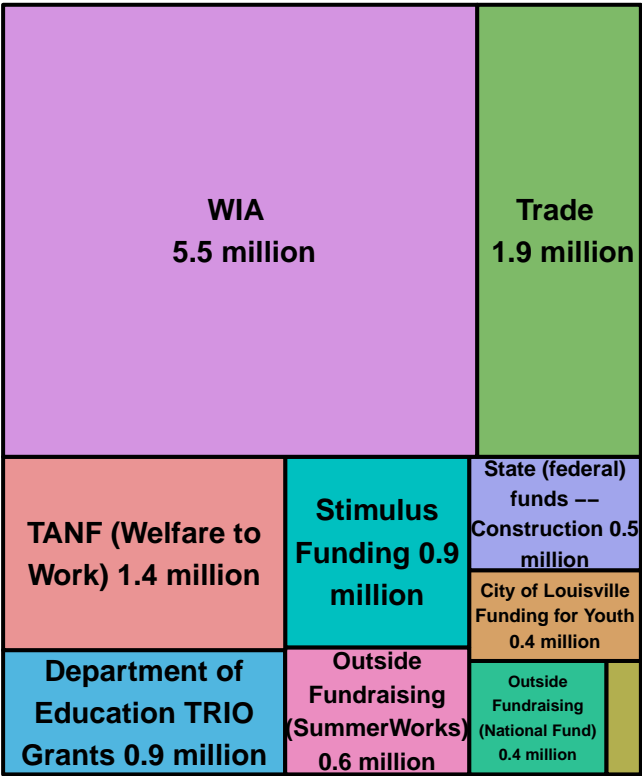 WIA
5.5 million
Trade
1.9 million
TANF (Welfare to
Work) 1.4 million
Stimulus
Funding 0.9
million
State (federal)
funds −−
Construction 0.5
million
City of Louisville
Funding for Youth
0.4 million
Department of
Education TRIO
Grants 0.9 million
Outside
Fundraising
(SummerWorks)
0.6 million
Outside
Fundraising
(National Fund)
0.4 million